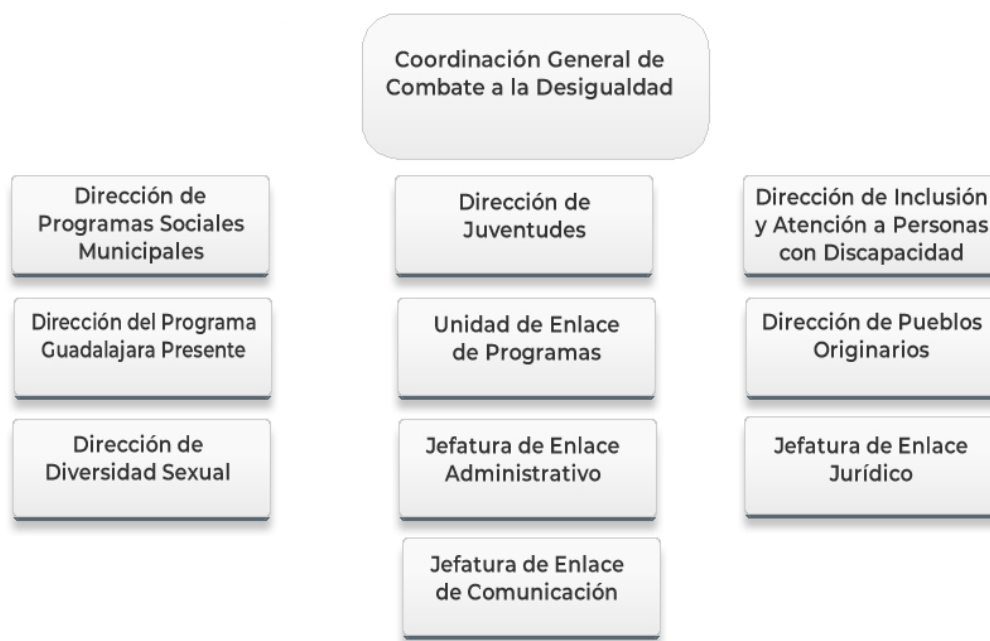 Coordinación General de
Combate a la Desigualdad
Dirección de
Programas Sociales
Municipales
Dirección de
Juventudes
Dirección de Inclusión
y Atención a Personas
con Discapacidad
Dirección del Programa
Guadalajara Presente
Unidad de Enlace
de Programas
Dirección de Pueblos
Originarios
Dirección de
Diversidad Sexual
Jefatura de Enlace
Administrativo
Jefatura de Enlace
Jurídico
Jefatura de Enlace
de Comunicación